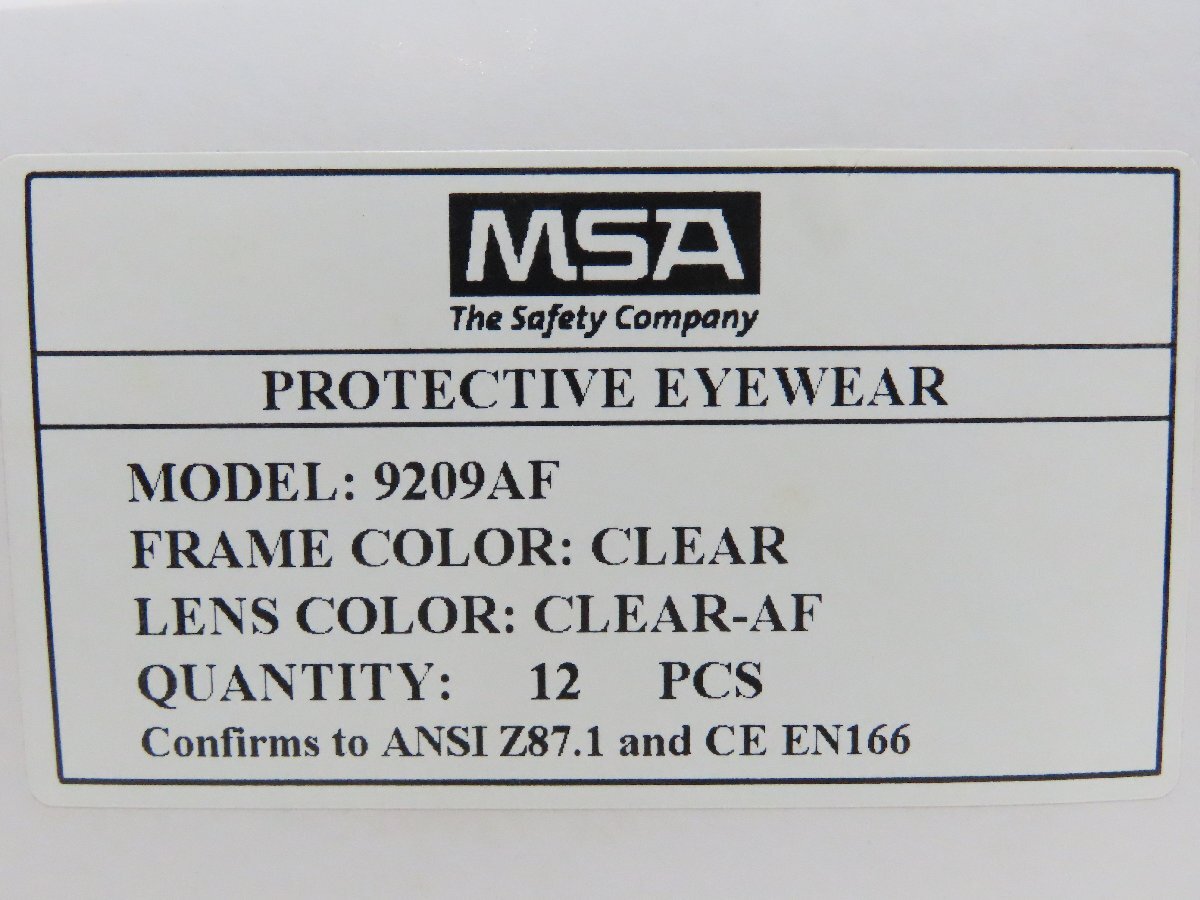 MSA
The Safety Company
PROTECTIVE EYEWEAR
MODEL: 9209AF
FRAME COLOR: CLEAR
LENS COLOR: CLEAR-AF
QUANTITY: 12 PCS
Confirms to ANSI Z87.1 and CE EN166